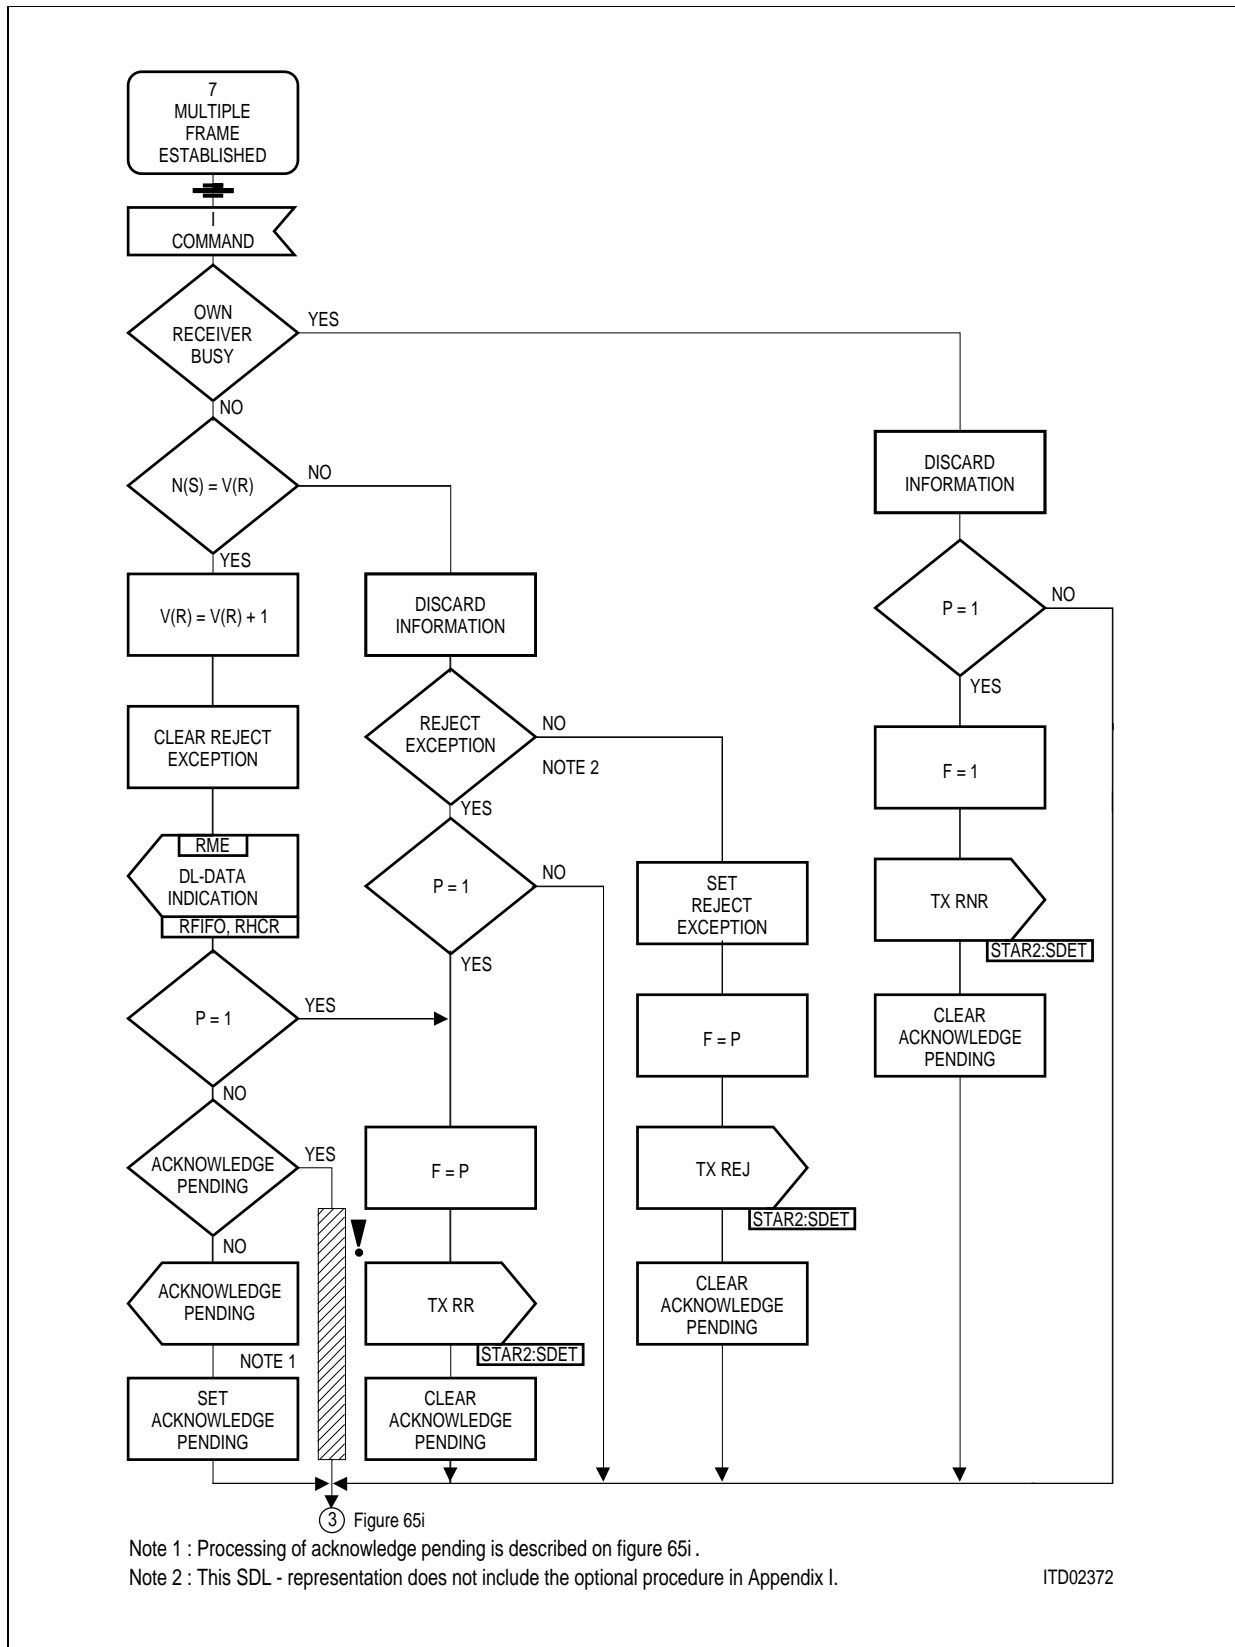 7
MULTIPLE
FRAME
ESTABLISHED
I
COMMAND
OWN
RECEIVER
BUSY
YES
NO
N(S) = V(R)
NO
YES
DISCARD
INFORMATION
P = 1
NO
YES
V(R) = V(R) + 1
DISCARD
INFORMATION
CLEAR REJECT
EXCEPTION
REJECT
EXCEPTION
NO
NOTE 2
YES
F = 1
RME
DL-DATA
INDICATION
RFIFO, RHCR
P = 1
NO
YES
SET
REJECT
EXCEPTION
TX RNR
STAR2:SDET
P = 1
YES
NO
F = P
CLEAR
ACKNOWLEDGE
PENDING
ACKNOWLEDGE
PENDING
YES
NO
F = P
TX REJ
STAR2:SDET
!
ACKNOWLEDGE
PENDING
NOTE 1
TX RR
STAR2:SDET
CLEAR
ACKNOWLEDGE
PENDING
SET
ACKNOWLEDGE
PENDING
CLEAR
ACKNOWLEDGE
PENDING
3 Figure 65i
Note 1 : Processing of acknowledge pending is described on figure 65i .
Note 2 : This SDL - representation does not include the optional procedure in Appendix I.
ITD02372